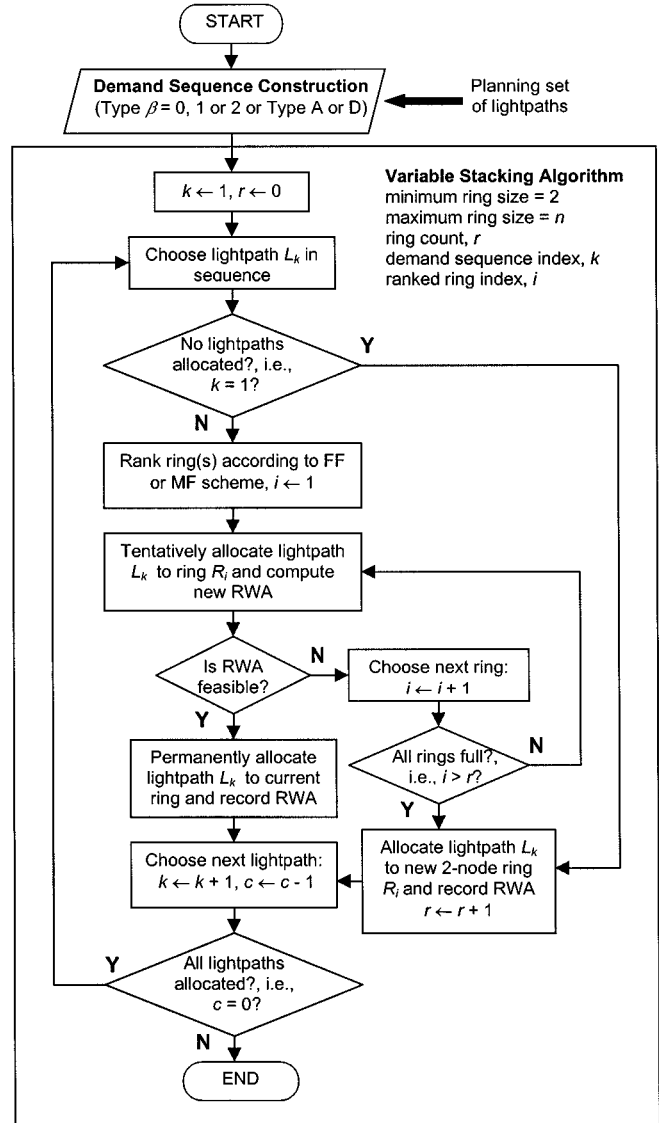 START
Demand Sequence Construction
(Type β = 0, 1 or 2 or Type A or D)
Planning set
of lightpaths
k ← 1, r ← 0
Variable Stacking Algorithm
minimum ring size = 2
maximum ring size = n
ring count, r
demand sequence index, k
ranked ring index, i
Choose lightpath Lk in
sequence
No lightpaths
allocated?, i.e.,
k = 1?
Y
N
Rank ring(s) according to FF
or MF scheme, i ← 1
Tentatively allocate lightpath
Lk to ring Ri and compute
new RWA
Is RWA
feasible?
N
Y
Choose next ring:
i ← i + 1
All rings full?,
i.e., i > r?
N
Y
Permanently allocate
lightpath Lk to current
ring and record RWA
Allocate lightpath Lk
to new 2-node ring
Ri and record RWA
r ← r + 1
Choose next lightpath:
k ← k + 1, c ← c - 1
All lightpaths
allocated?, i.e.,
c = 0?
Y
N
END